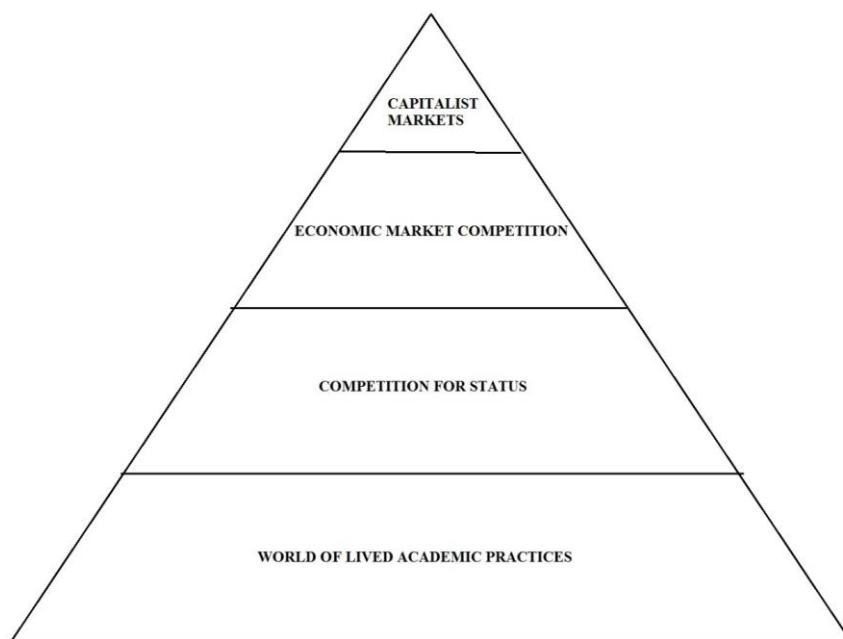 CAPITALIST
MARKETS
ECONOMIC MARKET COMPETITION
COMPETITION FOR STATUS
WORLD OF LIVED ACADEMIC PRACTICES